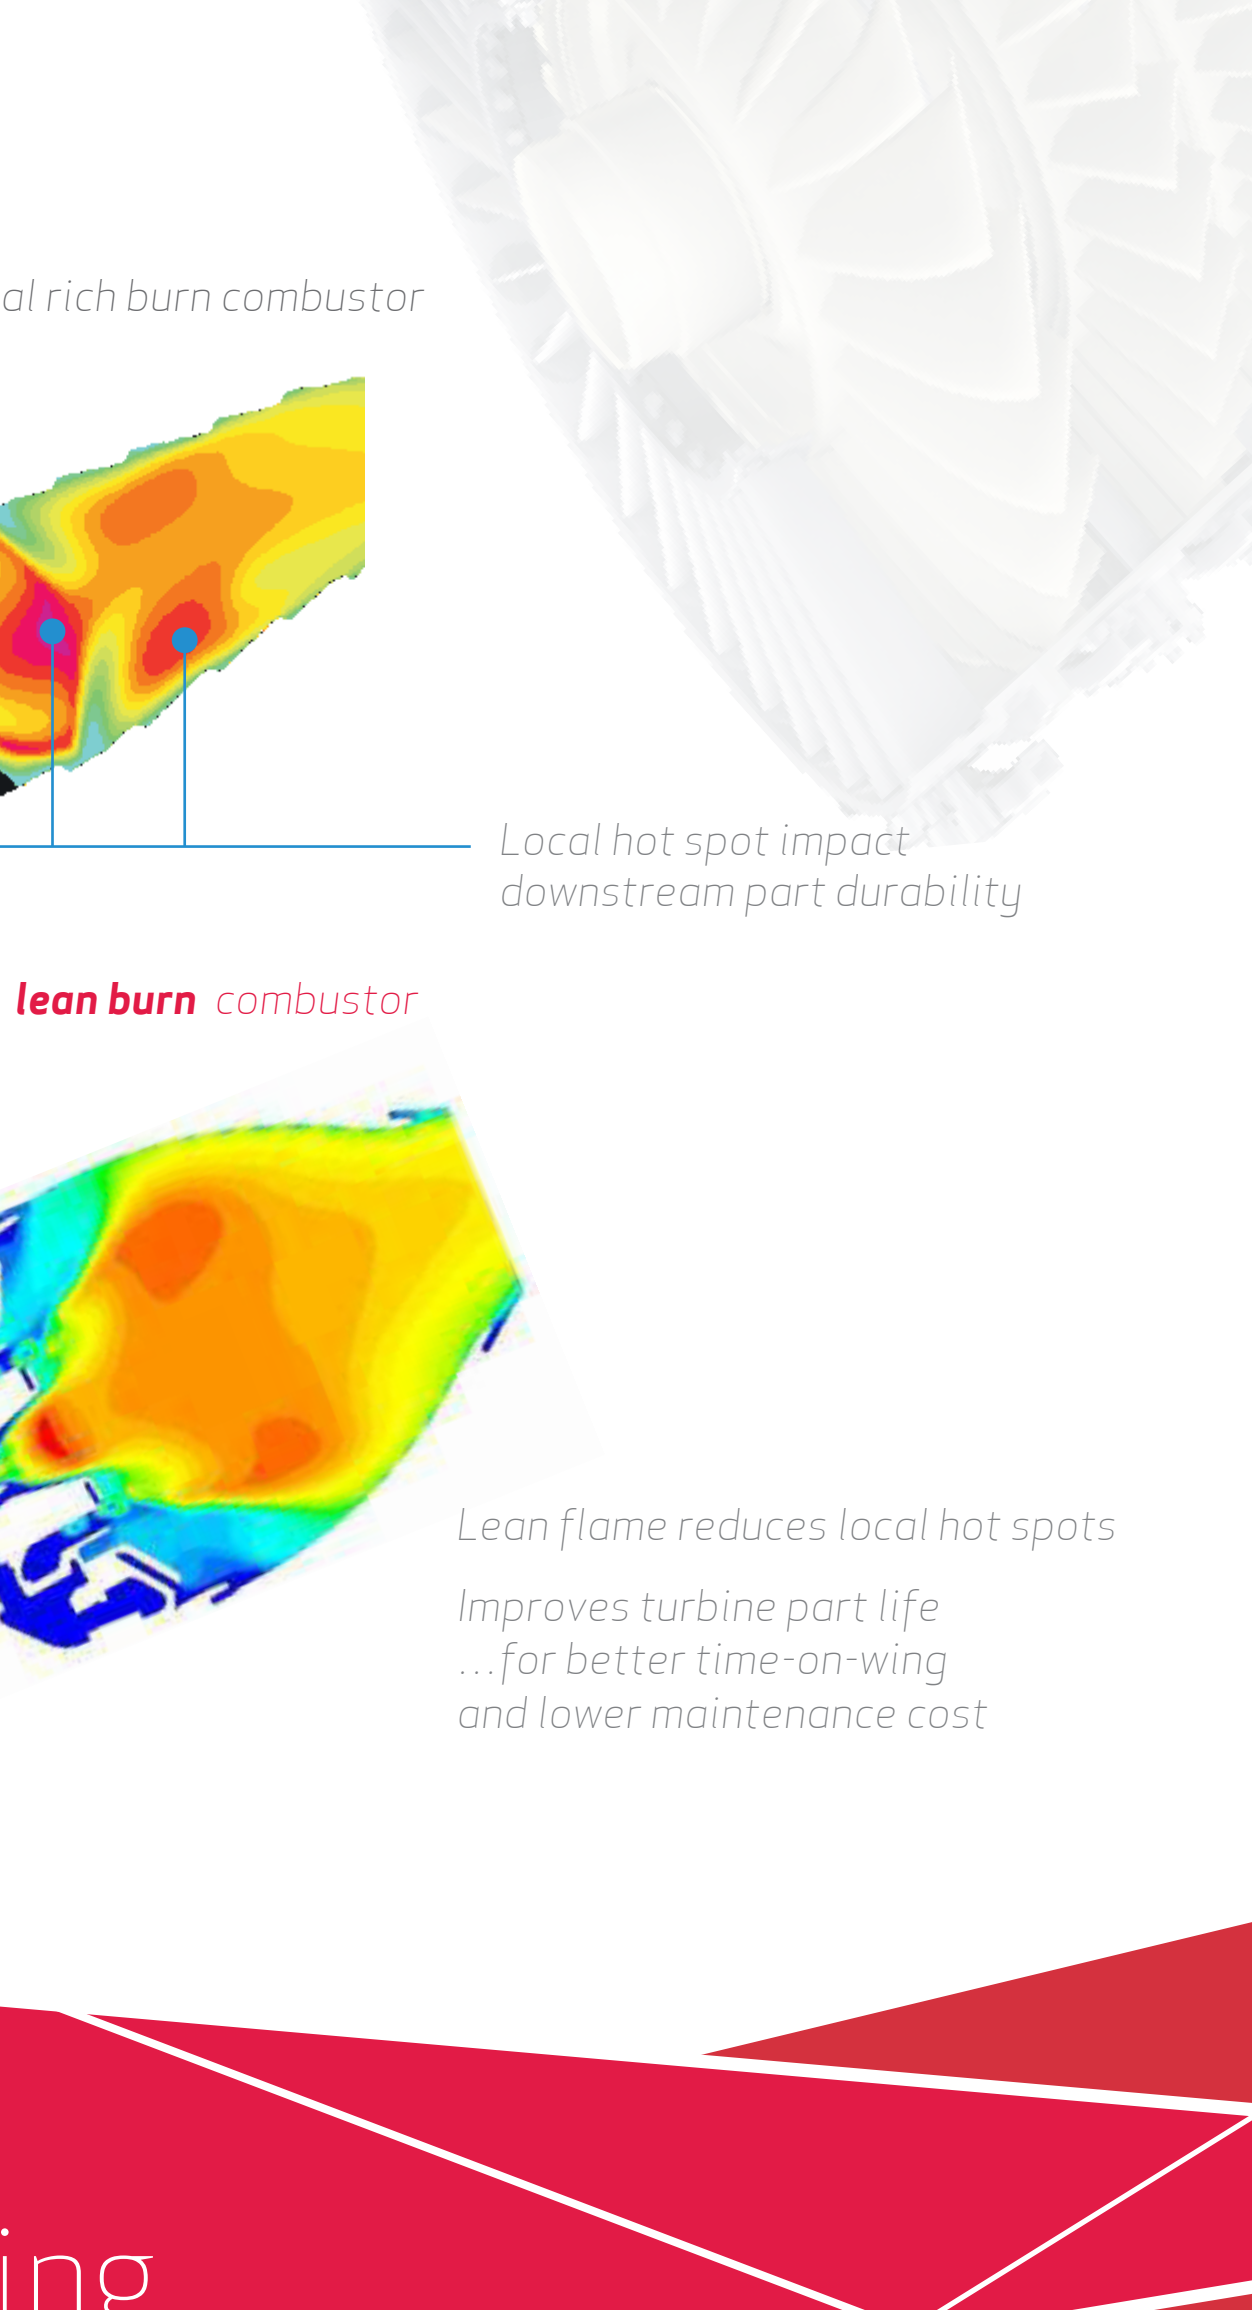 al rich burn combustor
Local hot spot impact
downstream part durability
lean burn combustor
Lean flame reduces local hot spots
Improves turbine part life
...for better time-on-wing
and lower maintenance cost
ing